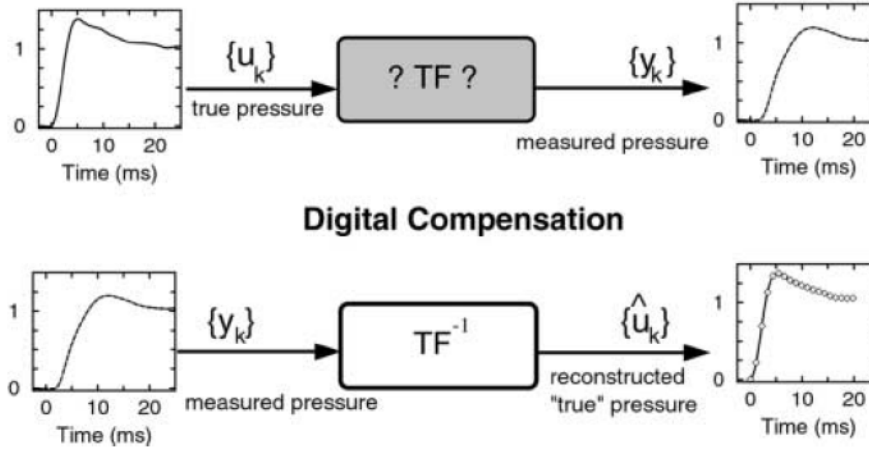 1
0
0 10 20
Time (ms)
{u_k}
true pressure
? TF ?
{y_k}
measured pressure
1
0
0 10 20
Time (ms)
Digital Compensation
1
0
0 10 20
Time (ms)
{y_k}
measured pressure
TF^-1
{û_k}
reconstructed
"true" pressure
1
0
0 10 20
Time (ms)